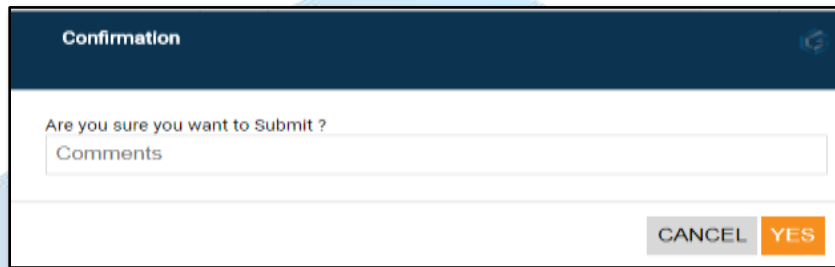 Confirmation
Are you sure you want to Submit ?
Comments
CANCEL YES